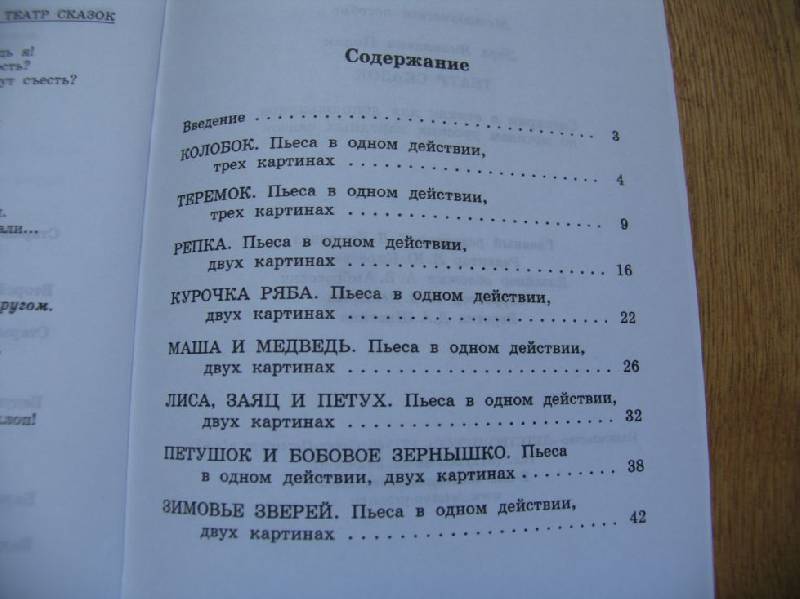 ТЕАТР СКАЗОК
я!
съесть?
али...
ругом.
Содержание
Введение . . . . . . . . . . . . . . . . . . . . . . . . . . . . . . 3
КОЛОБОК. Пьеса в одном действии,
трех картинах . . . . . . . . . . . . . . . . . . . . . . 4
ТЕРЕМОК. Пьеса в одном действии,
трех картинах . . . . . . . . . . . . . . . . . . . . . . 9
РЕПКА. Пьеса в одном действии,
двух картинах . . . . . . . . . . . . . . . . . . . . . . 16
КУРОЧКА РЯБА. Пьеса в одном действии,
двух картинах . . . . . . . . . . . . . . . . . . . . . . 22
МАША И МЕДВЕДЬ. Пьеса в одном действии,
двух картинах . . . . . . . . . . . . . . . . . . . . . . 26
ЛИСА, ЗАЯЦ И ПЕТУХ. Пьеса в одном действии,
двух картинах . . . . . . . . . . . . . . . . . . . . . . 32
ПЕТУШОК И БОБОВОЕ ЗЕРНЫШКО. Пьеса
в одном действии, двух картинах . . . . . . . . . 38
ЗИМОВЬЕ ЗВЕРЕЙ. Пьеса в одном действии,
двух картинах . . . . . . . . . . . . . . . . . . . . . . 42